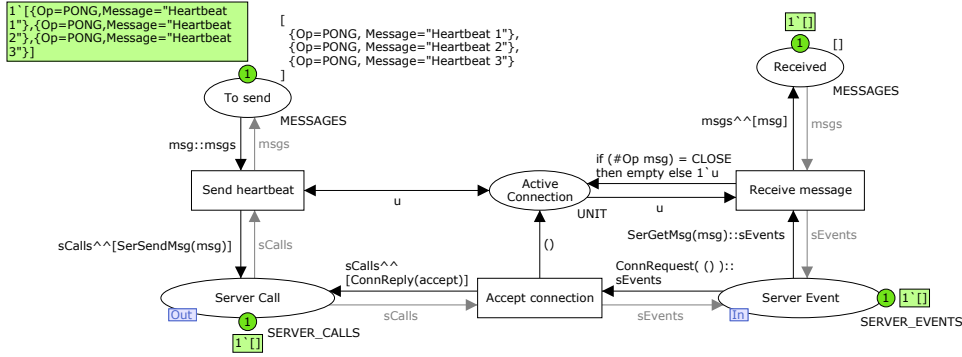 1`[{Op=PONG,Message="Heartbeat
1"},{Op=PONG,Message="Heartbeat
2"},{Op=PONG,Message="Heartbeat
3"}]
[
{Op=PONG, Message="Heartbeat 1"},
{Op=PONG, Message="Heartbeat 2"},
{Op=PONG, Message="Heartbeat 3"}
]
1
To send
MESSAGES
1`[]
1
[]
Received
MESSAGES
msg::msgs
msgs
msgs^^[msg]
msgs
Send heartbeat
u
Active
Connection
UNIT
if (#Op msg) = CLOSE
then empty else 1`u
u
Receive message
sCalls^^[SerSendMsg(msg)]
sCalls
()
SerGetMsg(msg)::sEvents
sEvents
sCalls^^
[ConnReply(accept)]
sCalls
Accept connection
ConnRequest( () )::
sEvents
sEvents
Server Call
Out
1
1`[]
SERVER_CALLS
Server Event
In
1
1`[]
SERVER_EVENTS